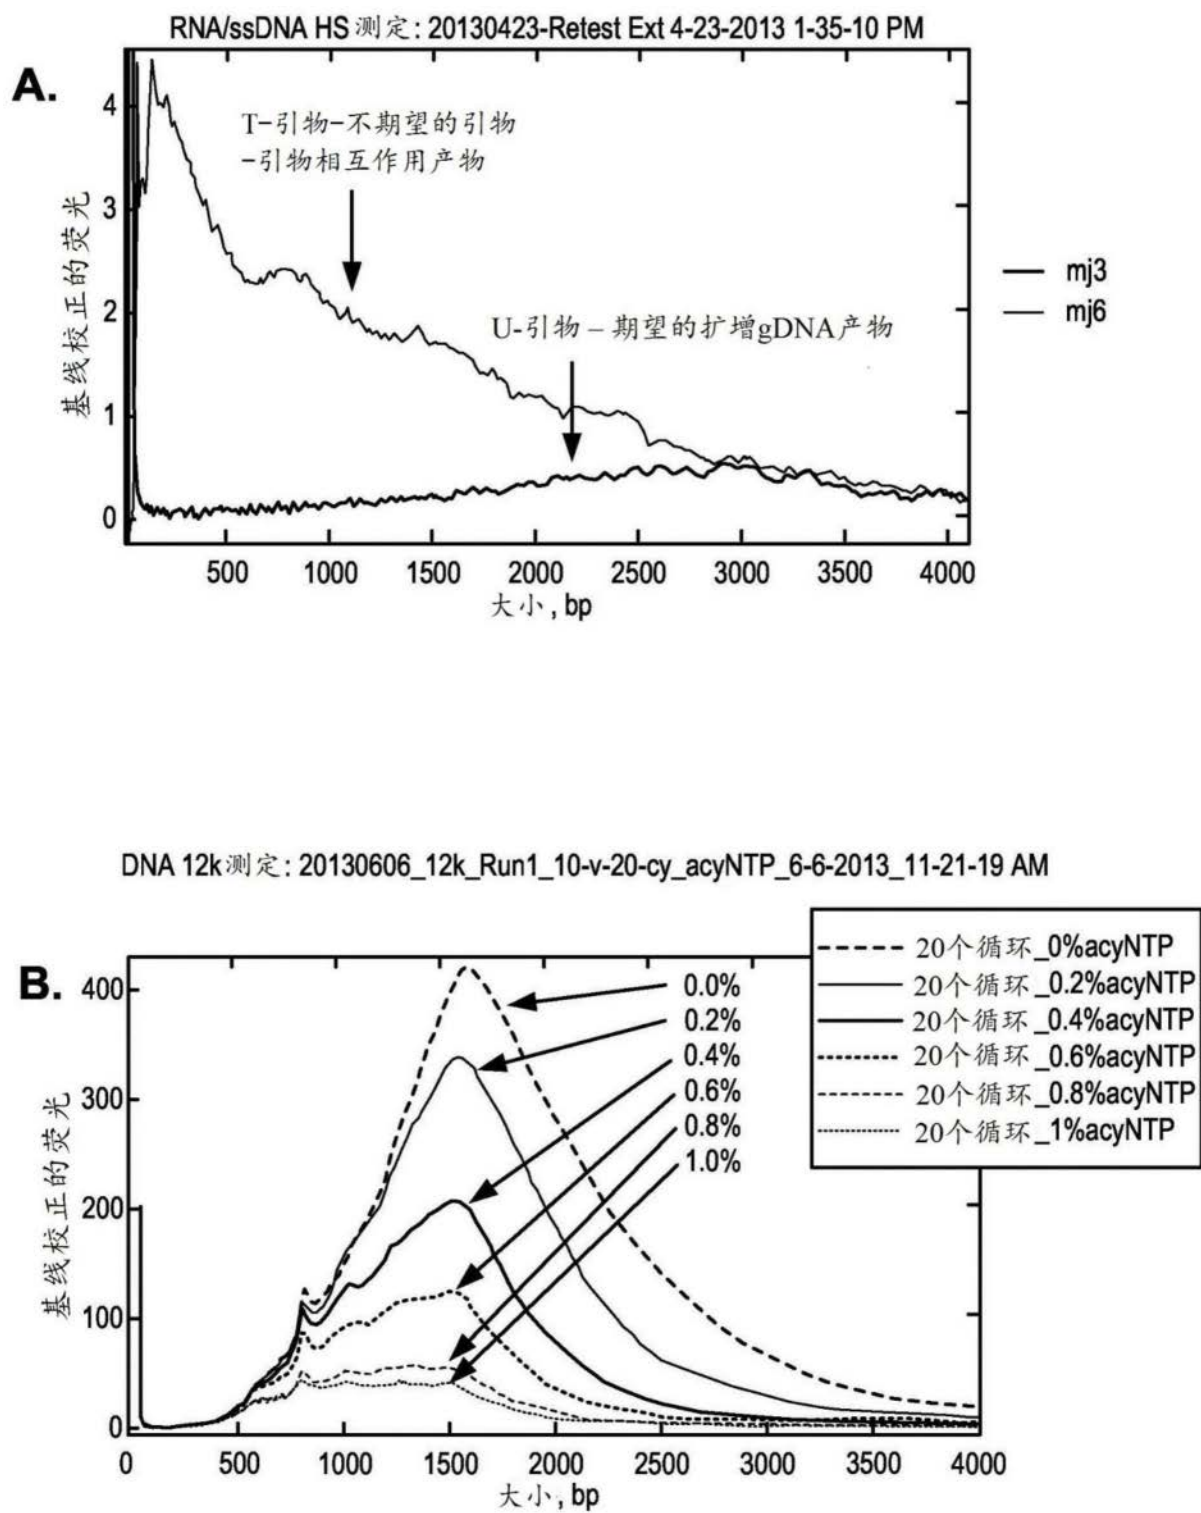 RNA/ssDNA HS 测定: 20130423-Retest Ext 4-23-2013 1-35-10 PM
A.
基线校正的荧光
4
3
2
1
0
T-引物-不期望的引物
-引物相互作用产物
U-引物 – 期望的扩增gDNA产物
mj3
mj6
500 1000 1500 2000 2500 3000 3500 4000
大小, bp
DNA 12k测定: 20130606_12k_Run1_10-v-20-cy_acyNTP_6-6-2013_11-21-19 AM
B.
基线校正的荧光
400
300
200
100
0
0.0%
0.2%
0.4%
0.6%
0.8%
1.0%
20个循环_0%acyNTP
20个循环_0.2%acyNTP
20个循环_0.4%acyNTP
20个循环_0.6%acyNTP
20个循环_0.8%acyNTP
20个循环_1%acyNTP
0 500 1000 1500 2000 2500 3000 3500 4000
大小, bp